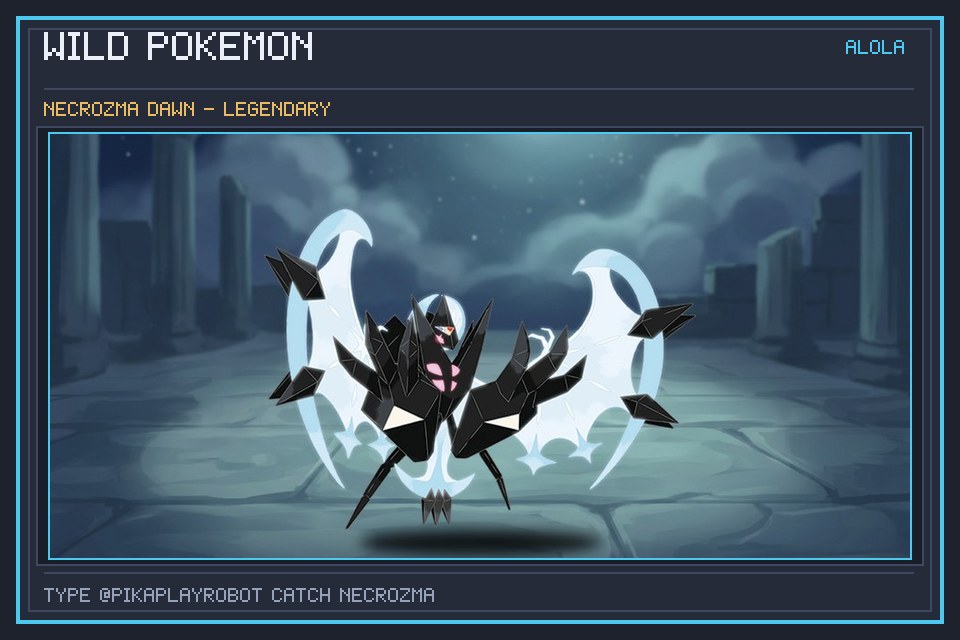 WILD POKEMON
ALOLA
NECROZMA DAWN - LEGENDARY
TYPE @PIKAPLAYROBOT CATCH NECROZMA